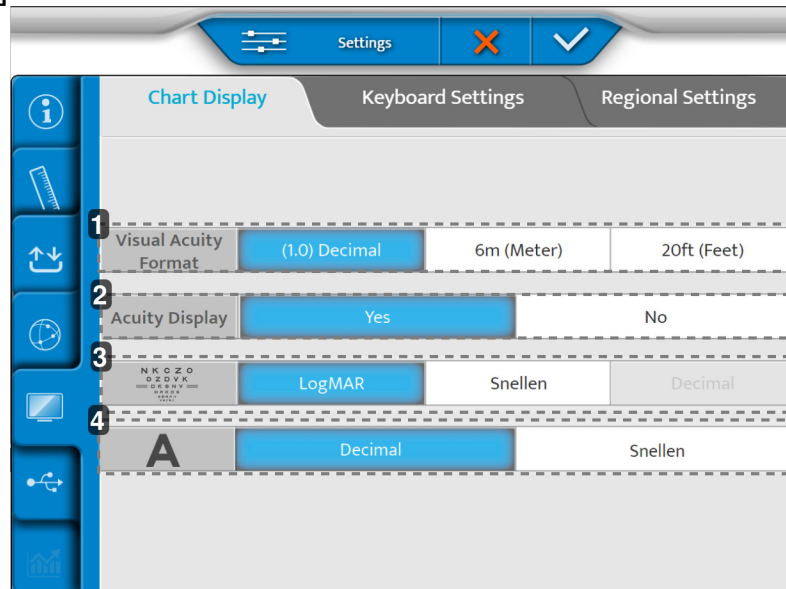 Settings
Chart Display Keyboard Settings Regional Settings
1
Visual Acuity (1.0) Decimal 6m (Meter) 20ft (Feet)
Format
2
Acuity Display Yes No
3
N K C Z O
O Z D V K
LogMAR Snellen Decimal
4
A Decimal Snellen